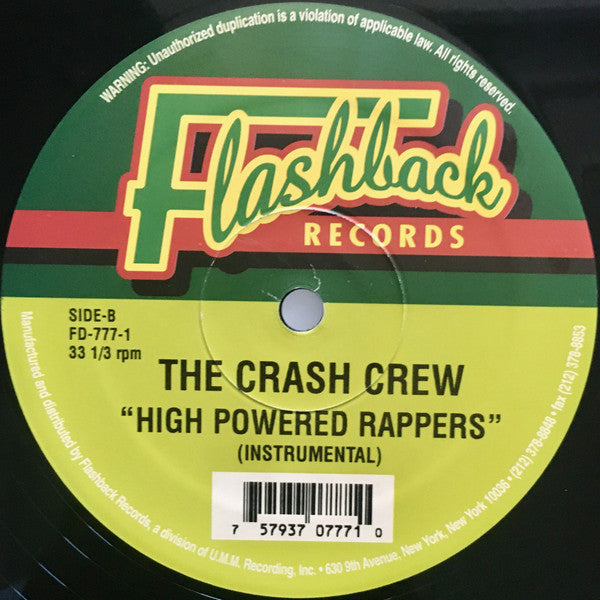 WARNING: Unauthorized duplication is a violation of applicable law. All rights reserved.
Flashback
RECORDS
SIDE-B
FD-777-1
33 1/3 rpm
THE CRASH CREW
“HIGH POWERED RAPPERS”
(INSTRUMENTAL)
7 57937 07771 0
Manufactured and distributed by Flashback Records, a division of U.M.M. Recording, Inc. • 630 9th Avenue, New York, New York 10036 • (212) 378-8848 • fax (212) 378-8853